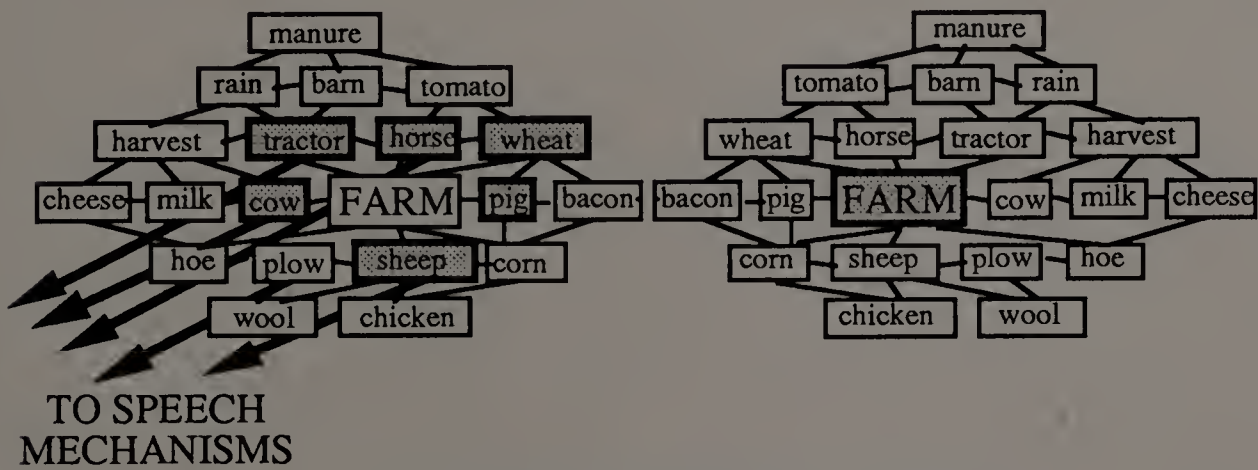 manure
rain barn tomato
harvest tractor horse wheat
cheese milk cow FARM pig bacon
hoe plow sheep corn
wool chicken
TO SPEECH
MECHANISMS
manure
tomato barn rain
wheat horse tractor harvest
bacon pig FARM cow milk cheese
corn sheep plow hoe
chicken wool